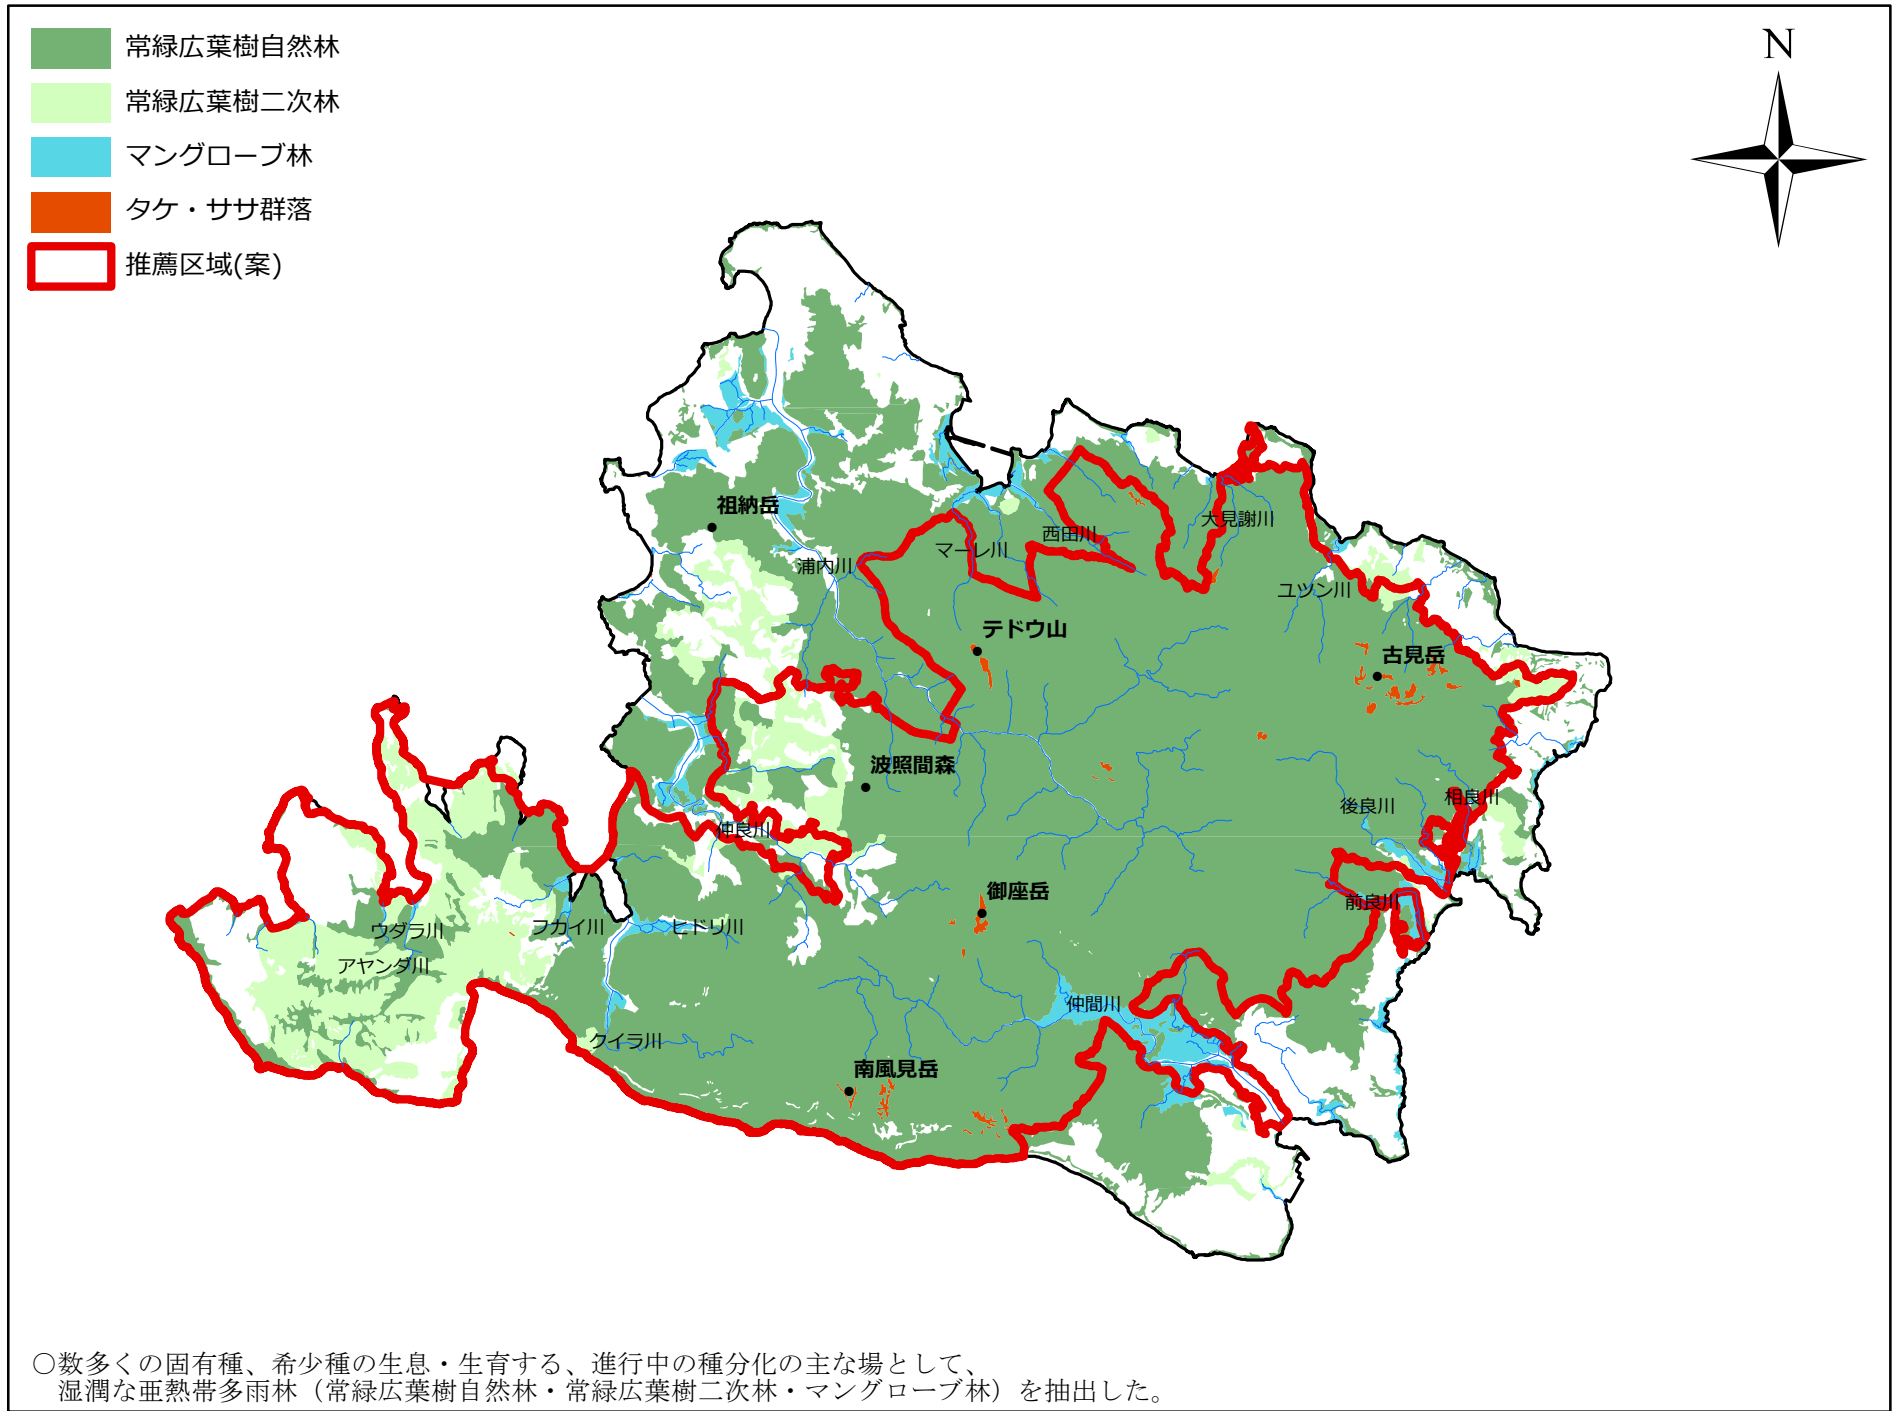 常緑広葉樹自然林
常緑広葉樹二次林
マングローブ林
タケ・ササ群落
推薦区域(案)
N
祖納岳
大見謝川
西田川
マーレ川
浦内川
ユツン川
テドウ山
古見岳
波照間森
相良川
後良川
仲良川
御座岳
前良川
ウダラ川
フカイ川
ヒドリ川
アヤンダ川
仲間川
クイラ川
南風見岳
○数多くの固有種、希少種の生息・生育する、進行中の種分化の主な場として、
湿潤な亜熱帯多雨林（常緑広葉樹自然林・常緑広葉樹二次林・マングローブ林）を抽出した。